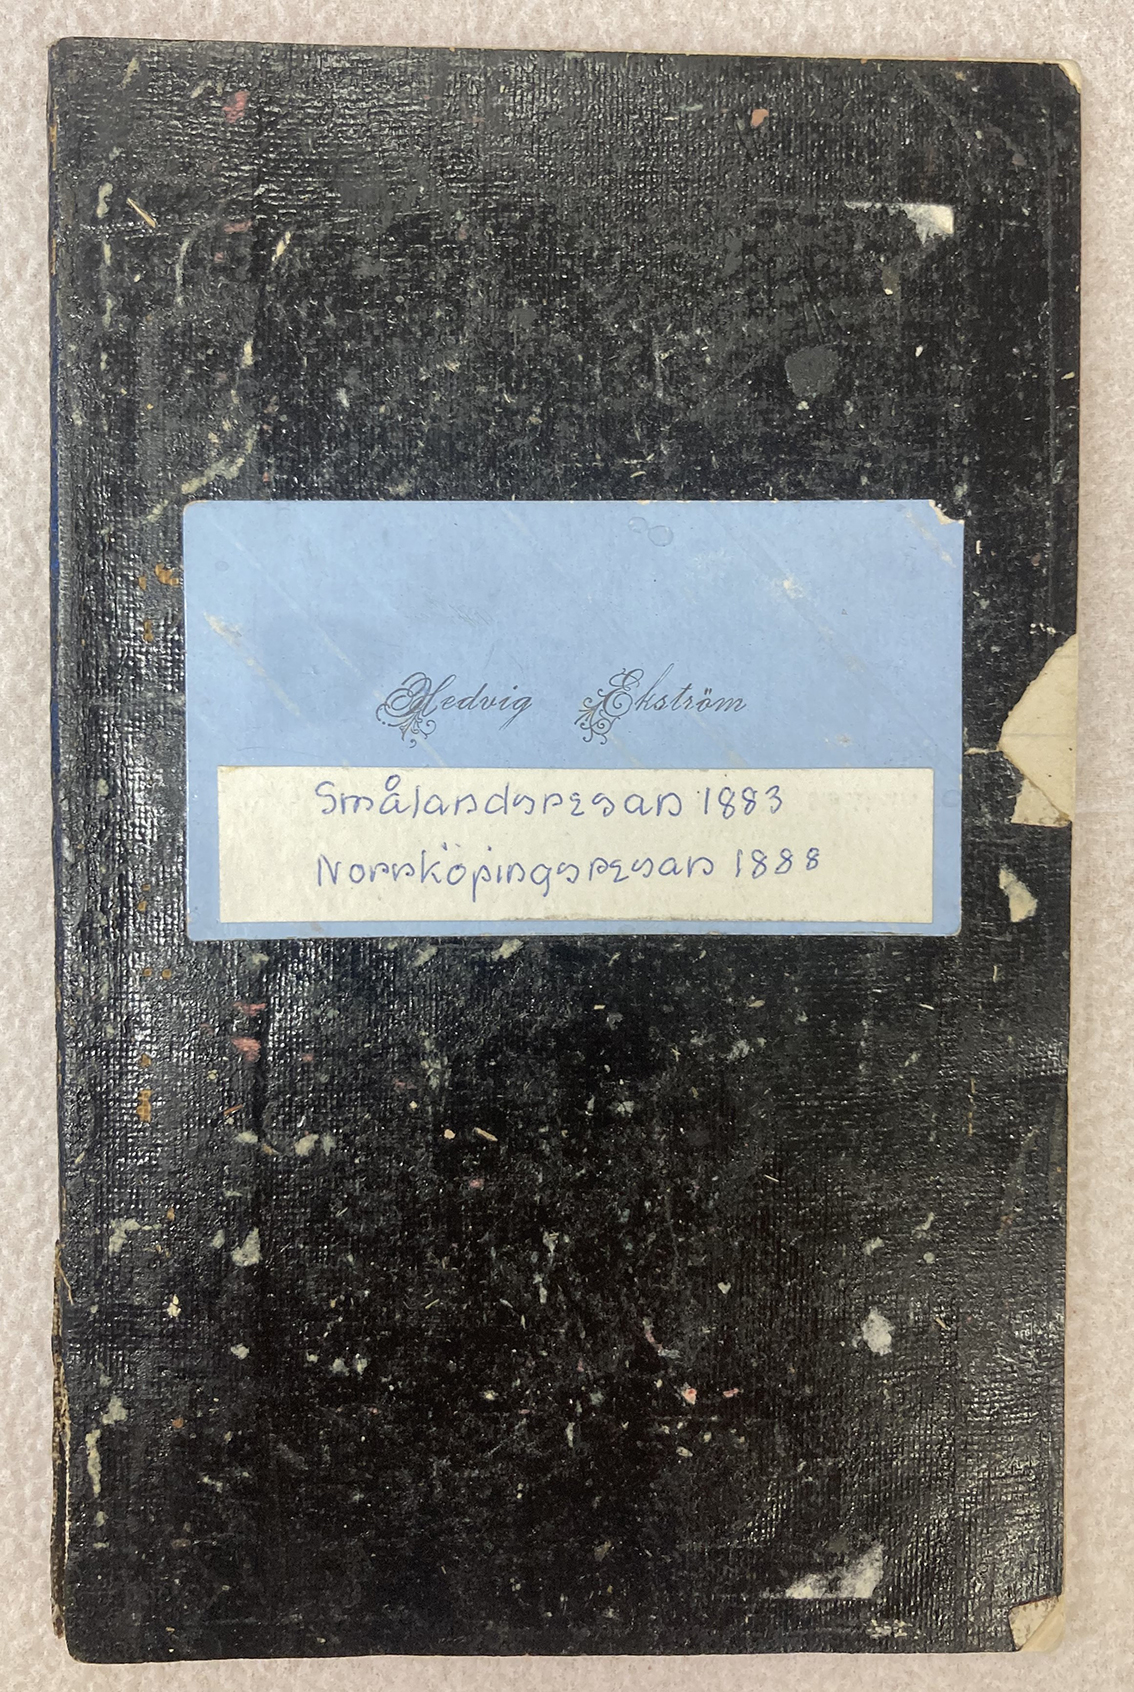 Hedvig Ekström
Smålandsresan 1883
Norrköpingsresan 1888